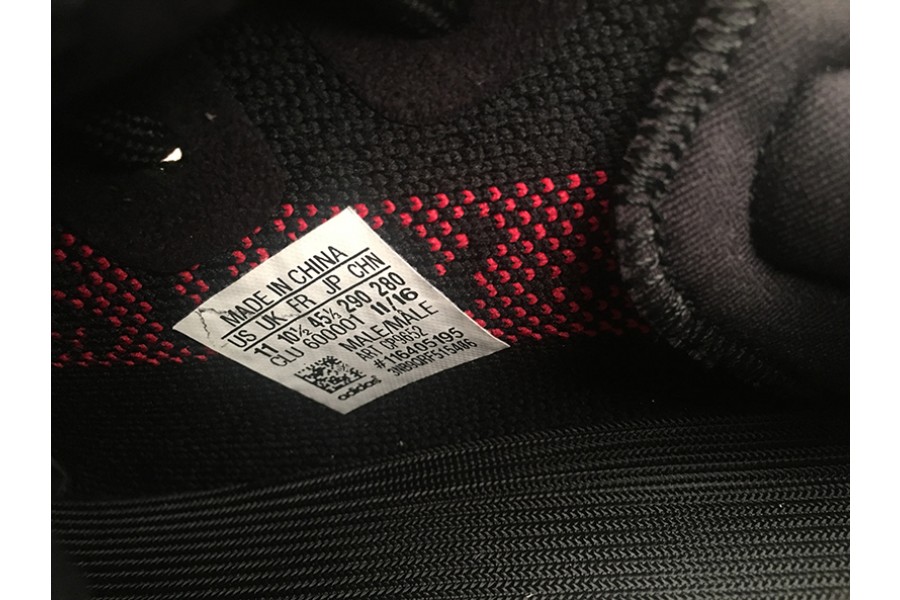 MADE IN CHINA
US UK FR JP CHN
11 10½ 45⅓ 290 280
CLU 600001 11/16
MALE/MÂLE
ART CP9652
#116405195
adidas